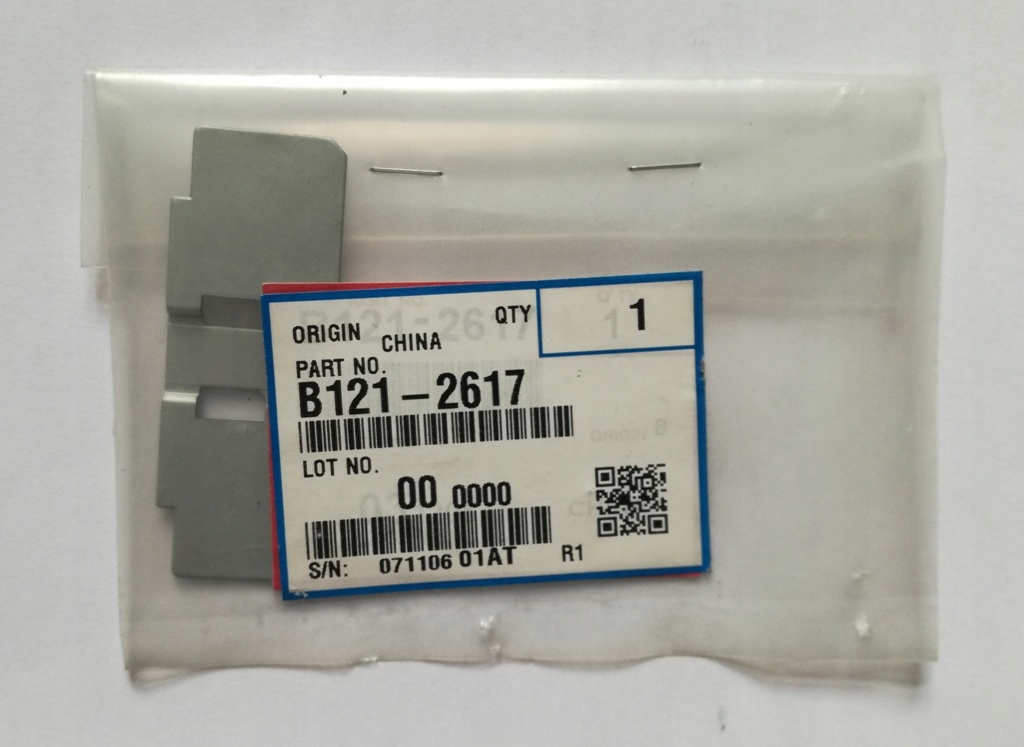 ORIGIN CHINA QTY 1
PART NO.
B121-2617
LOT NO.
00 0000
S/N: 071106 01AT R1